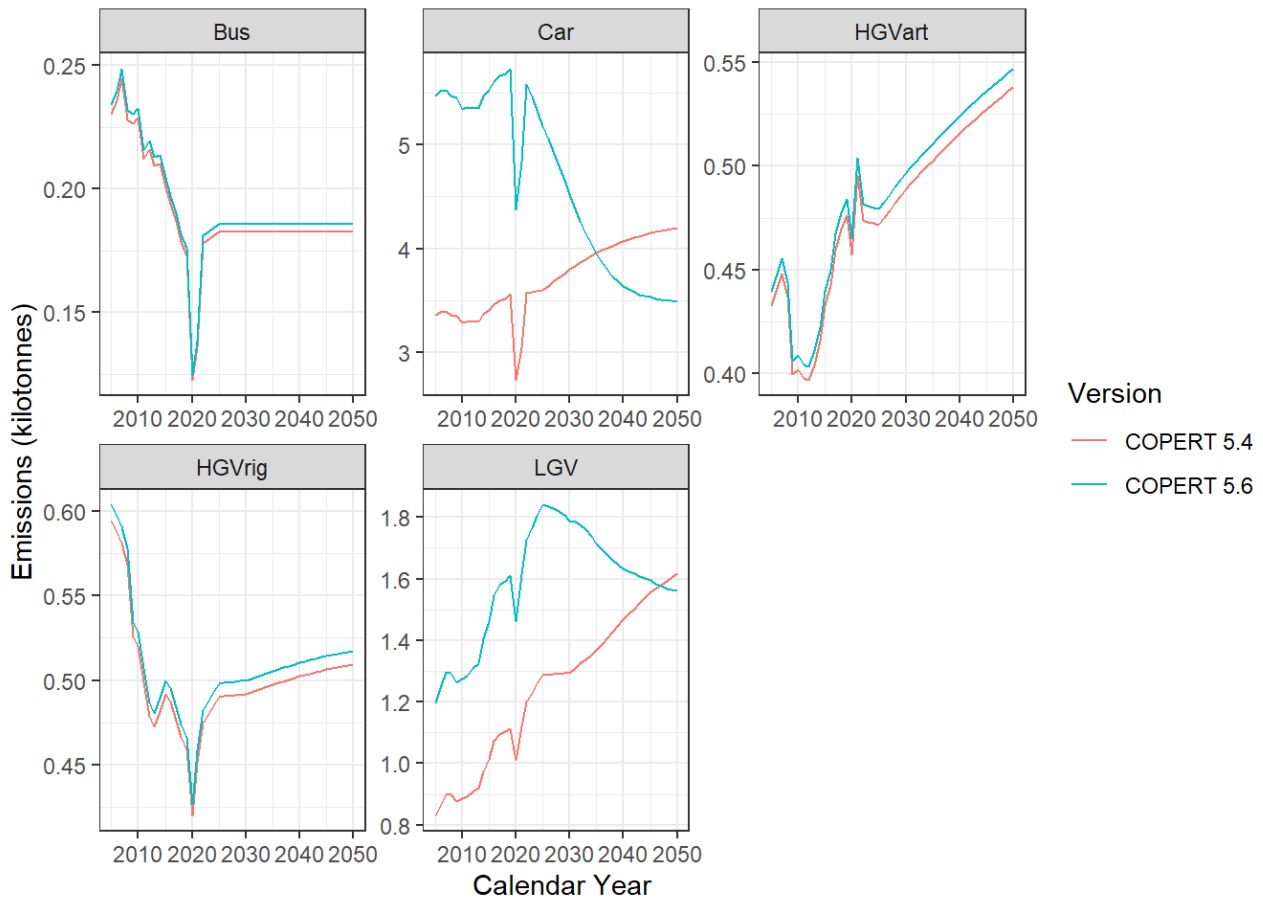 Bus
Car
HGVart
0.25
0.20
0.15
5
4
3
0.55
0.50
0.45
0.40
2010 2020 2030 2040 2050
2010 2020 2030 2040 2050
2010 2020 2030 2040 2050
HGVrig
LGV
0.60
0.55
0.50
0.45
1.8
1.6
1.4
1.2
1.0
0.8
2010 2020 2030 2040 2050
2010 2020 2030 2040 2050
Emissions (kilotonnes)
Calendar Year
Version
COPERT 5.4
COPERT 5.6